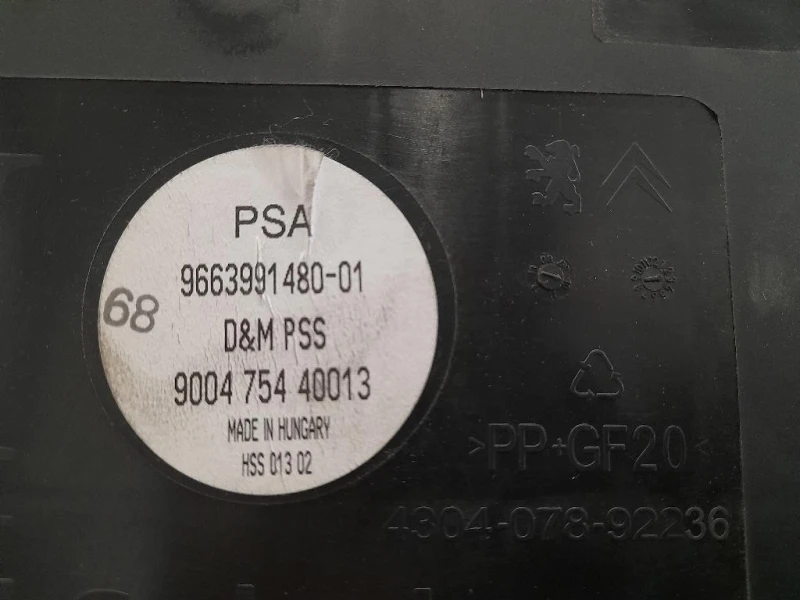 PSA
9663991480-01
68
D&M PSS
9004 754 40013
MADE IN HUNGARY
HSS 013 02
>PP+GF20<
4304-078-92236